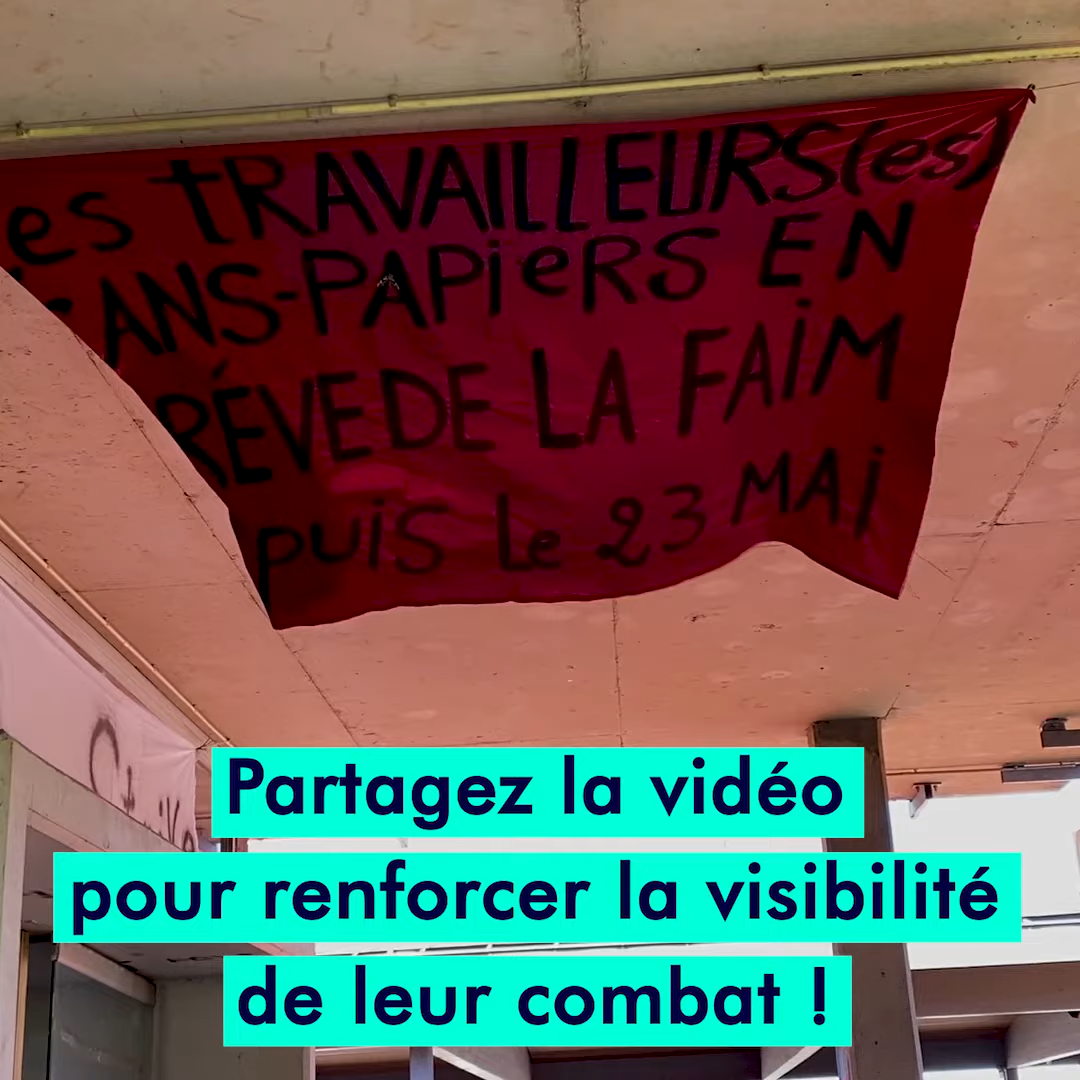 es TRAVAILLEURS(es)
SANS-PAPiERS EN
RÉVE DE LA FAiM
puis le 23 MAi
Partagez la vidéo
pour renforcer la visibilité
de leur combat !